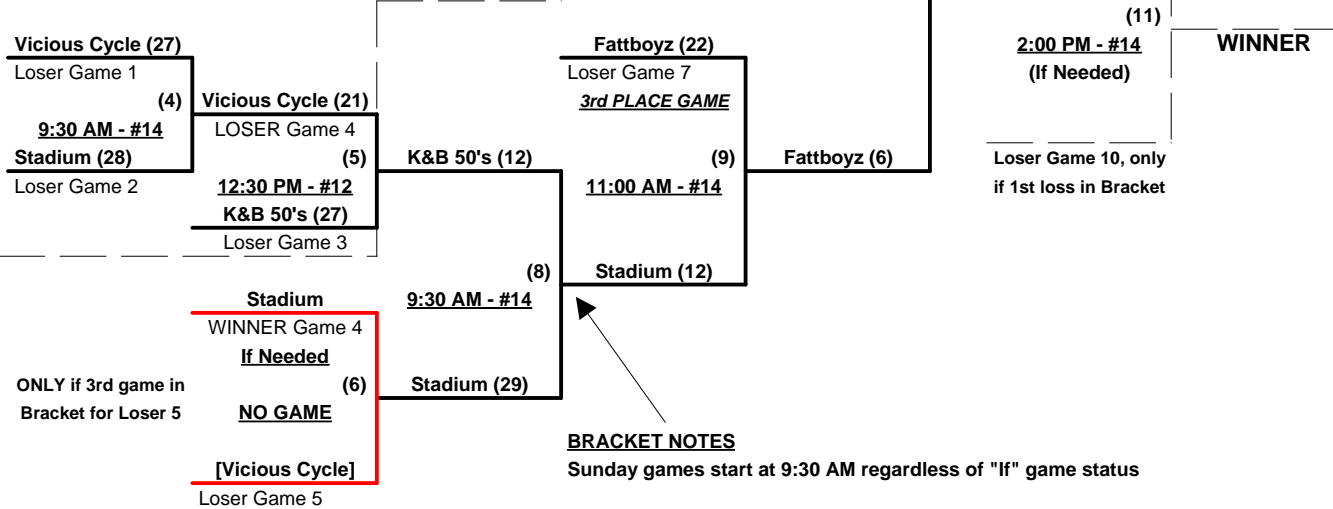 (11)
Vicious Cycle (27)
Fattboyz (22)
2:00 PM - #14
WINNER
Loser Game 1
Loser Game 7
(If Needed)
(4)
Vicious Cycle (21)
3rd PLACE GAME
9:30 AM - #14
LOSER Game 4
Stadium (28)
(5)
K&B 50's (12)
(9)
Fattboyz (6)
Loser Game 10, only
Loser Game 2
12:30 PM - #12
11:00 AM - #14
if 1st loss in Bracket
K&B 50's (27)
Loser Game 3
(8)
Stadium (12)
Stadium
9:30 AM - #14
WINNER Game 4
If Needed
ONLY if 3rd game in
(6)
Stadium (29)
Bracket for Loser 5
NO GAME
BRACKET NOTES
[Vicious Cycle]
Sunday games start at 9:30 AM regardless of "If" game status
Loser Game 5